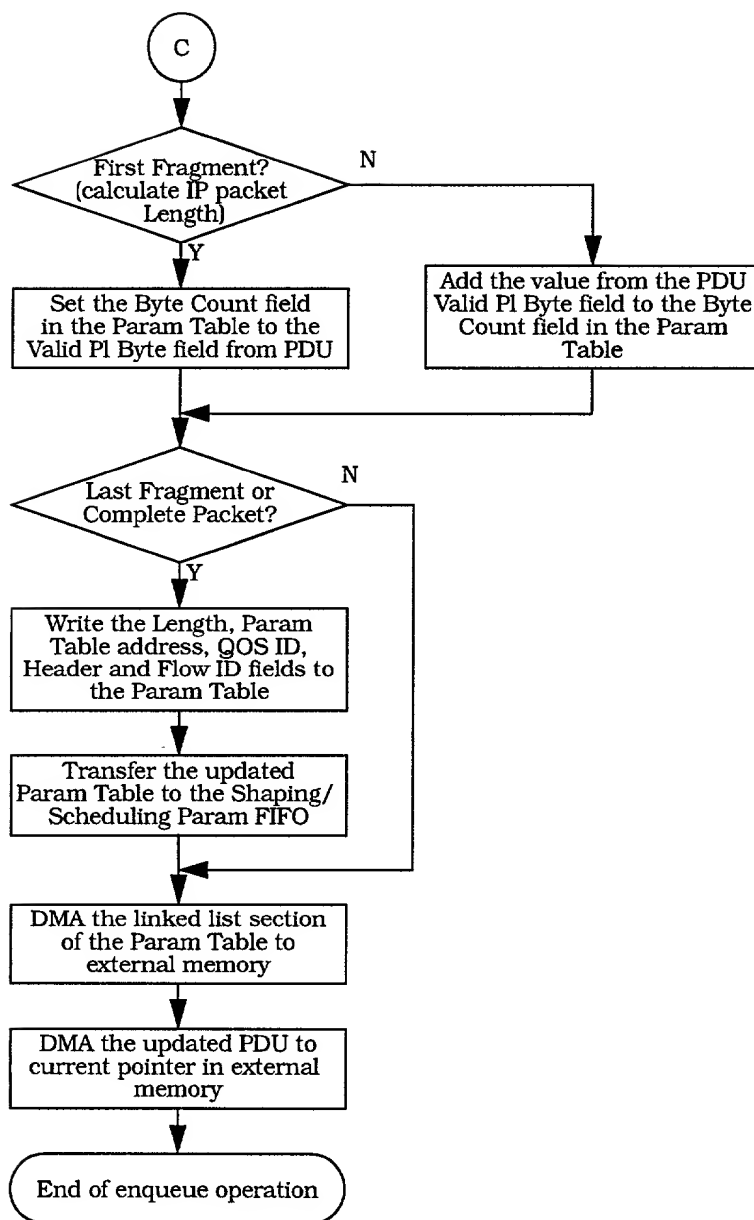 C
First Fragment?
(calculate IP packet
Length)
N
Y
Set the Byte Count field
in the Param Table to the
Valid Pl Byte field from PDU
Add the value from the PDU
Valid Pl Byte field to the Byte
Count field in the Param
Table
Last Fragment or
Complete Packet?
N
Y
Write the Length, Param
Table address, QOS ID,
Header and Flow ID fields to
the Param Table
Transfer the updated
Param Table to the Shaping/
Scheduling Param FIFO
DMA the linked list section
of the Param Table to
external memory
DMA the updated PDU to
current pointer in external
memory
End of enqueue operation